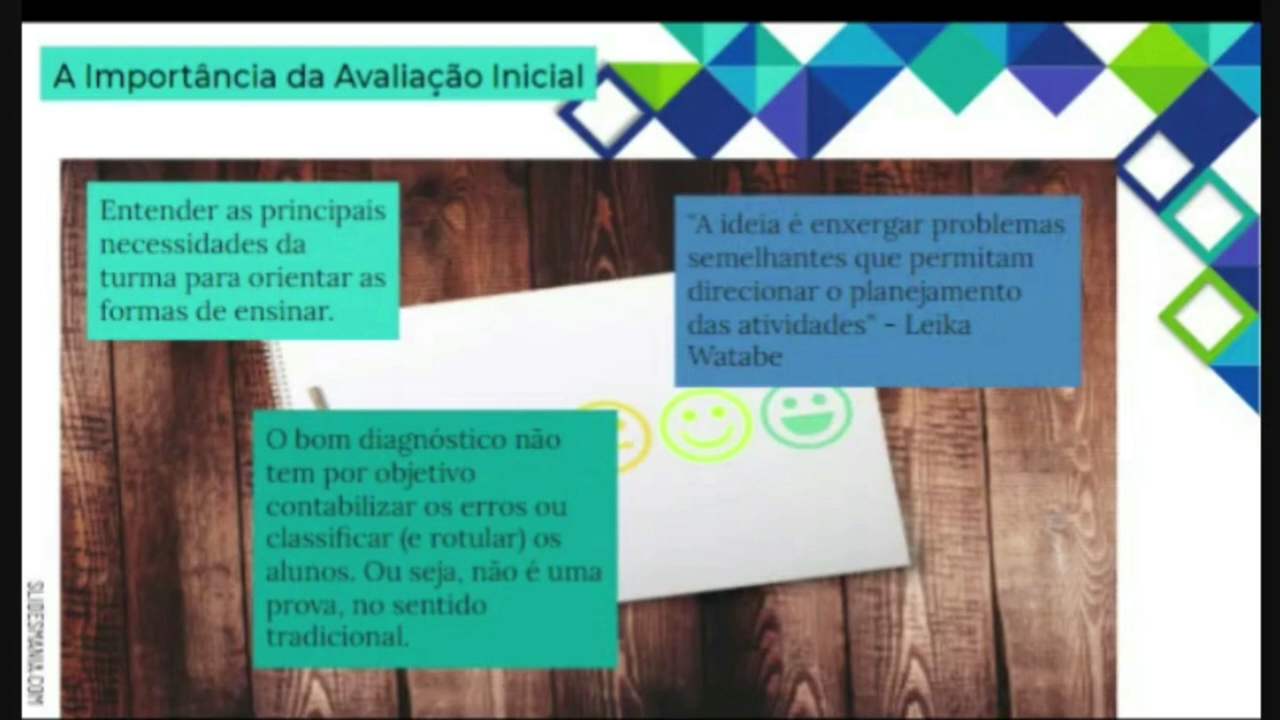 A Importância da Avaliação Inicial
Entender as principais
necessidades da
turma para orientar as
formas de ensinar.
"A ideia é enxergar problemas
semelhantes que permitam
direcionar o planejamento
das atividades" - Leika
Watabe
O bom diagnóstico não
tem por objetivo
contabilizar os erros ou
classificar (e rotular) os
alunos. Ou seja, não é uma
prova, no sentido
tradicional.
SLIDESMANIA.COM